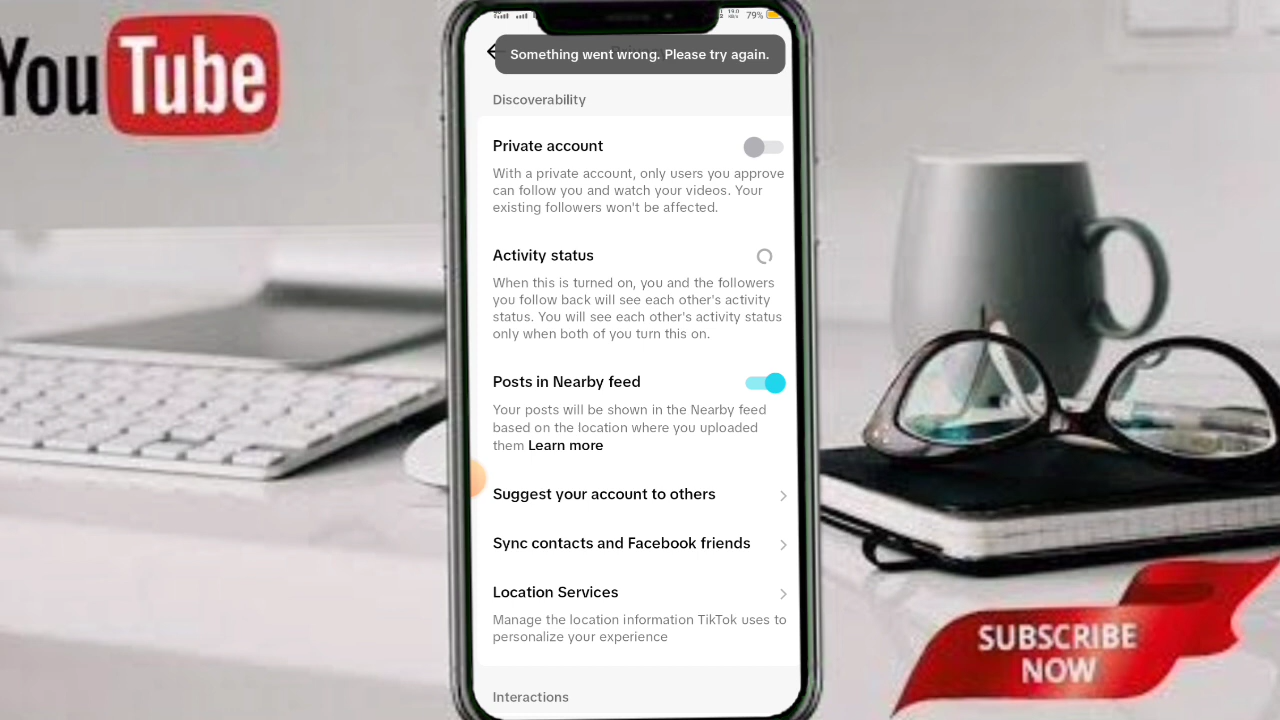 YouTube
79%
Something went wrong. Please try again.
Discoverability
Private account
With a private account, only users you approve
can follow you and watch your videos. Your
existing followers won't be affected.
Activity status
When this is turned on, you and the followers
you follow back will see each other's activity
status. You will see each other's activity status
only when both of you turn this on.
Posts in Nearby feed
Your posts will be shown in the Nearby feed
based on the location where you uploaded
them Learn more
Suggest your account to others
Sync contacts and Facebook friends
Location Services
Manage the location information TikTok uses to
personalize your experience
Interactions
SUBSCRIBE
NOW